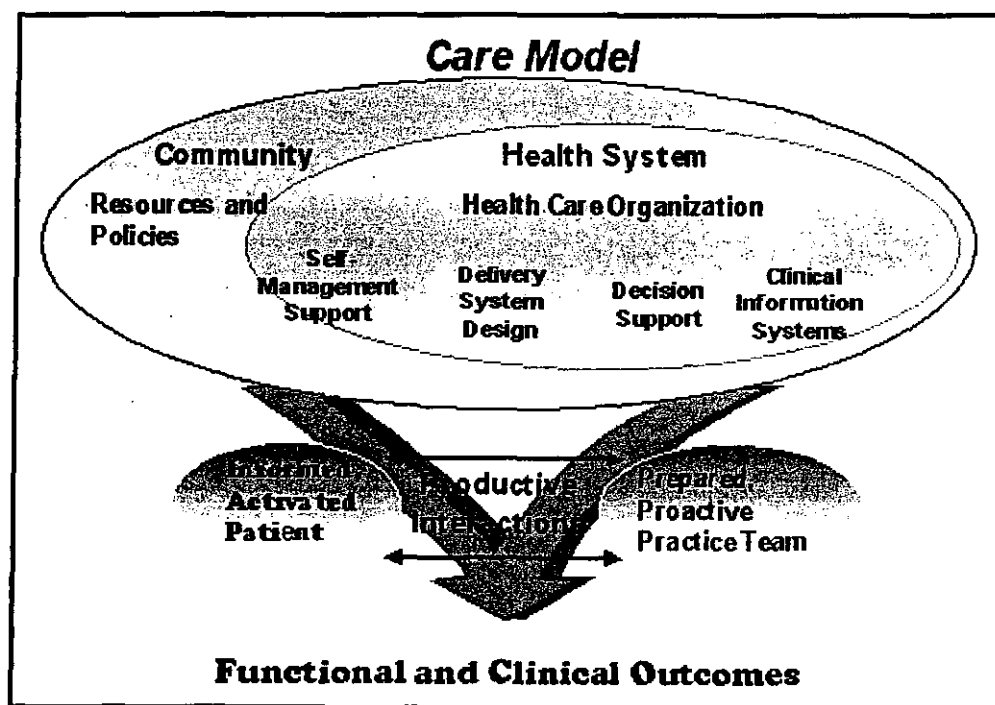 Care Model
Community
Health System
Resources and
Policies
Health Care Organization
Self-
Management
Support
Delivery
System
Design
Decision
Support
Clinical
Information
Systems
Informed,
Activated
Patient
Productive
Interactions
Prepared,
Proactive
Practice Team
Functional and Clinical Outcomes